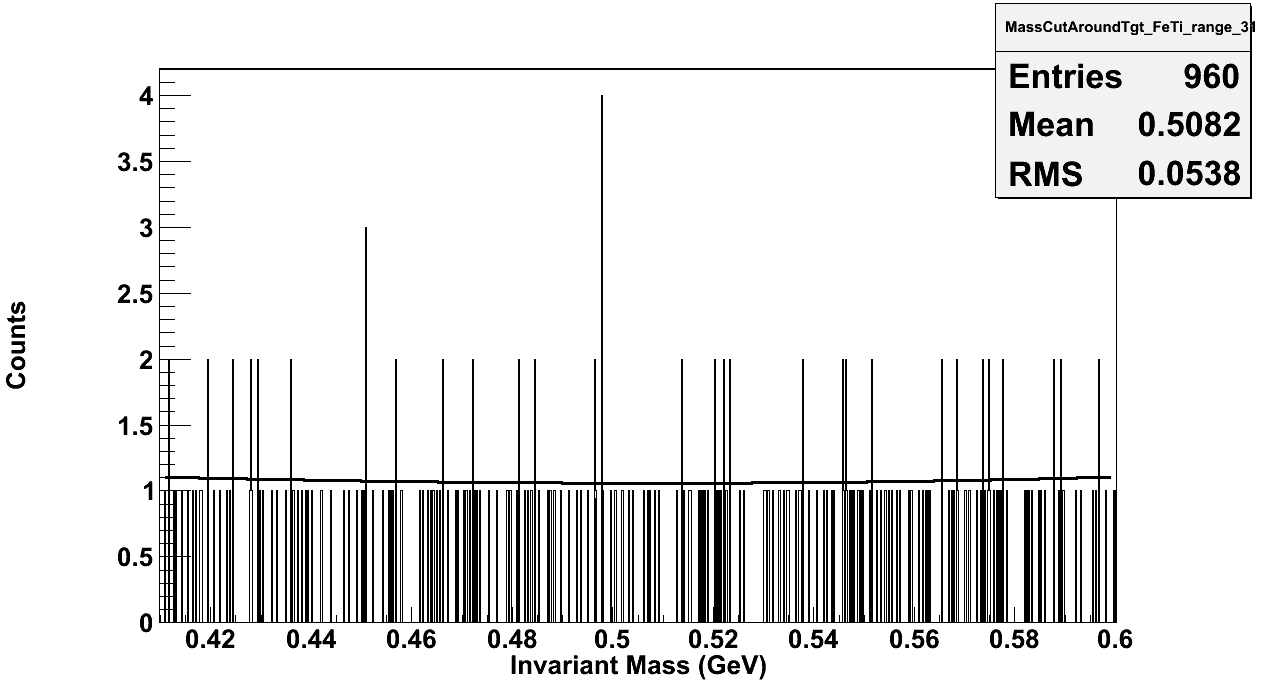 MassCutAroundTgt_FeTi_range_31
Entries 960
Mean 0.5082
RMS 0.0538
4
3.5
3
2.5
2
1.5
1
0.5
0
Counts
0.42 0.44 0.46 0.48 0.5 0.52 0.54 0.56 0.58 0.6
Invariant Mass (GeV)